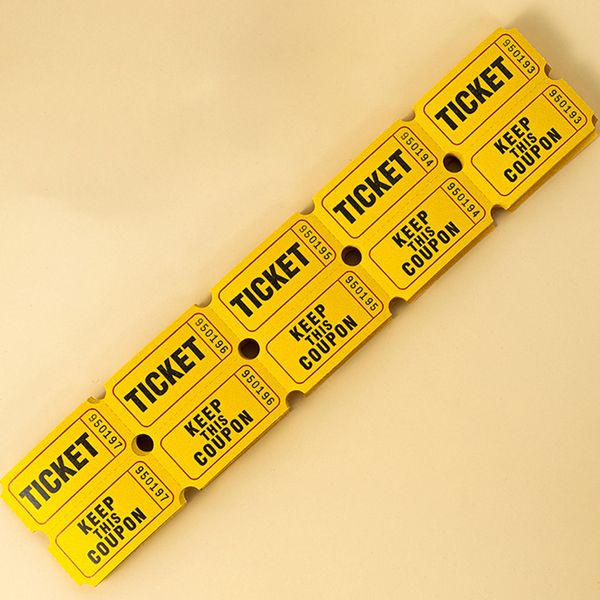 950193
TICKET
950193
KEEP
THIS
COUPON
950194
TICKET
950194
KEEP
THIS
COUPON
950195
TICKET
950195
KEEP
THIS
COUPON
950196
TICKET
950196
KEEP
THIS
COUPON
950197
TICKET
950197
KEEP
THIS
COUPON